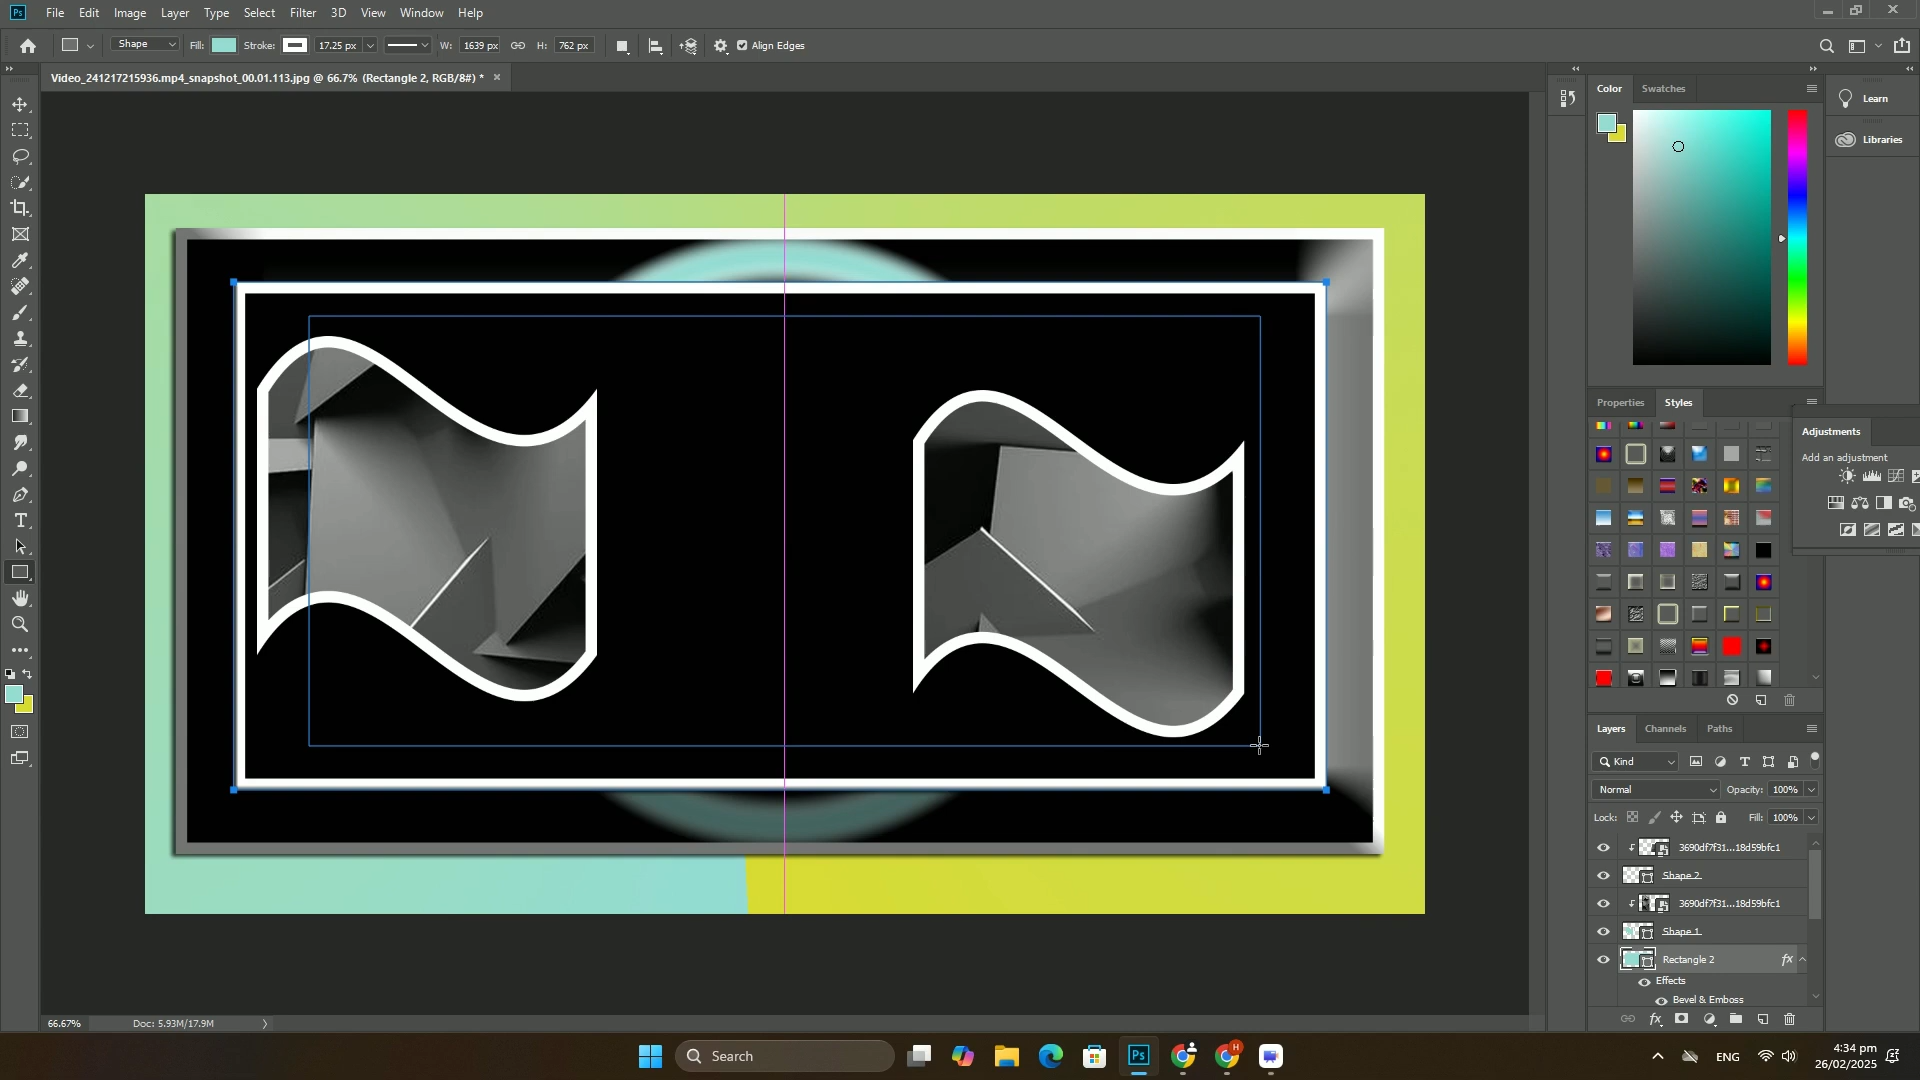 Ps File Edit Image Layer Type Select Filter 3D View Window Help
Shape Fill: Stroke: 17.25 px W: 1639 px H: 762 px Align Edges
Video_241217215936.mp4_snapshot_00.01.113.jpg @ 66.7% (Rectangle 2, RGB/8#) *
Color Swatches
Learn
Libraries
Properties Styles
Adjustments
Add an adjustment
Layers Channels Paths
Kind
Normal Opacity: 100%
Lock: Fill: 100%
3690df7f31...18d59bfc1
Shape 2
3690df7f31...18d59bfc1
Shape 1
Rectangle 2 fx
Effects
Bevel & Emboss
fx
66.67% Doc: 5.93M/17.9M
Search
Ps
H
ENG
4:34 pm
26/02/2025